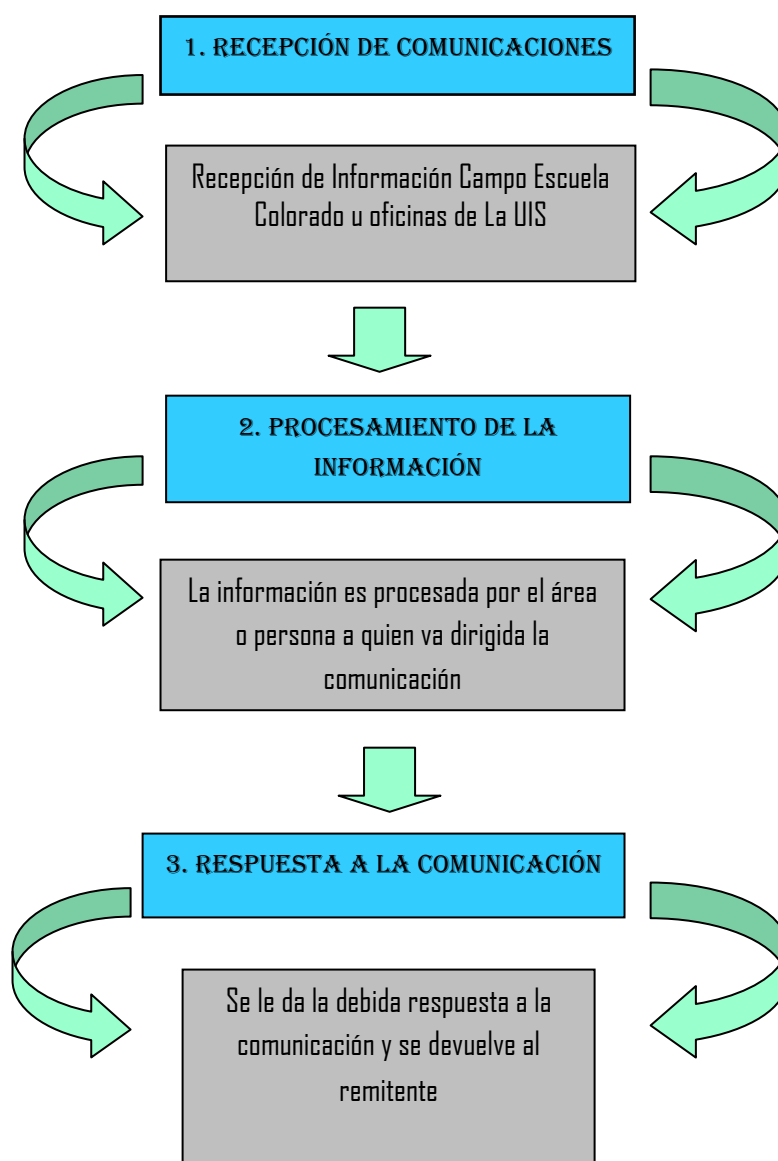 1. RECEPCIÓN DE COMUNICACIONES
Recepción de Información Campo Escuela
Colorado u oficinas de La UIS
2. PROCESAMIENTO DE LA
INFORMACIÓN
La información es procesada por el área
o persona a quien va dirigida la
comunicación
3. RESPUESTA A LA COMUNICACIÓN
Se le da la debida respuesta a la
comunicación y se devuelve al
remitente